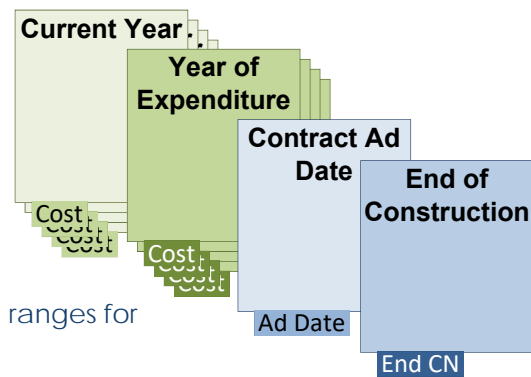 Current Year
Year of
Expenditure
Contract Ad
Date
End of
Construction
Cost
Cost
Cost
Cost
Cost
Cost
Cost
Cost
ranges for
Ad Date
End CN